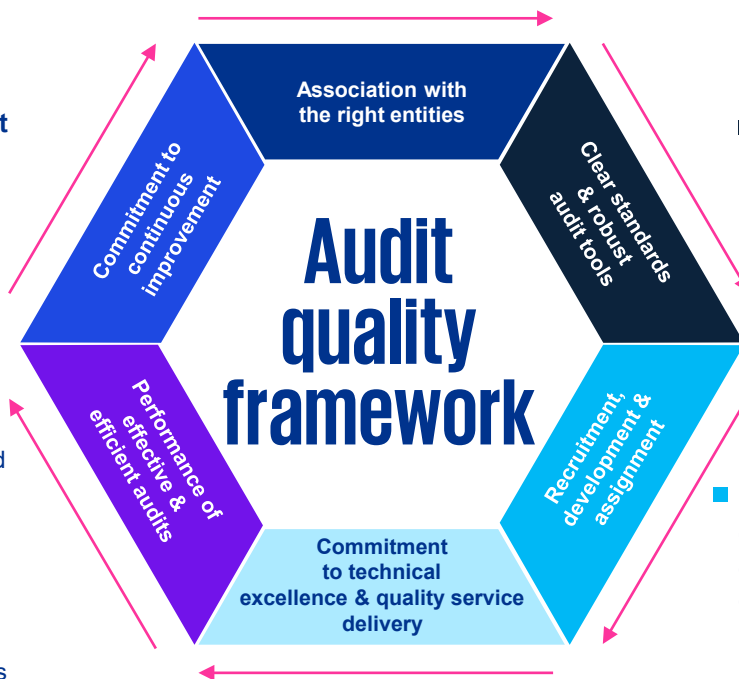 Association with
the right entities
Clear standards
& robust
audit tools
Recruitment,
development &
assignment
Commitment
to technical
excellence & quality service
delivery
Performance of
effective &
efficient audits
Commitment to
continuous
improvement
Audit
quality
framework
t
d
s